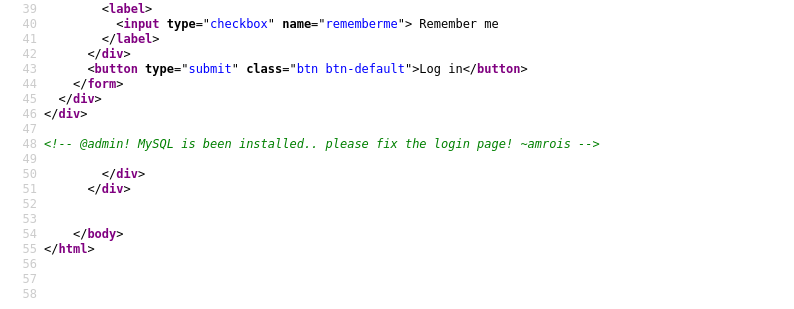 39 <label>
40 <input type="checkbox" name="rememberme"> Remember me
41 </label>
42 </div>
43 <button type="submit" class="btn btn-default">Log in</button>
44 </form>
45 </div>
46 </div>
47
48 <!-- @admin! MySQL is been installed.. please fix the login page! ~amrois -->
49
50 </div>
51 </div>
52
53
54 </body>
55 </html>
56
57
58